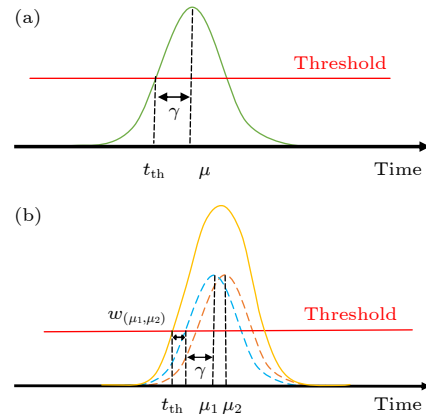 (a)
Threshold
γ
t_th μ Time
(b)
w_(μ₁,μ₂)
Threshold
γ
t_th μ₁ μ₂ Time